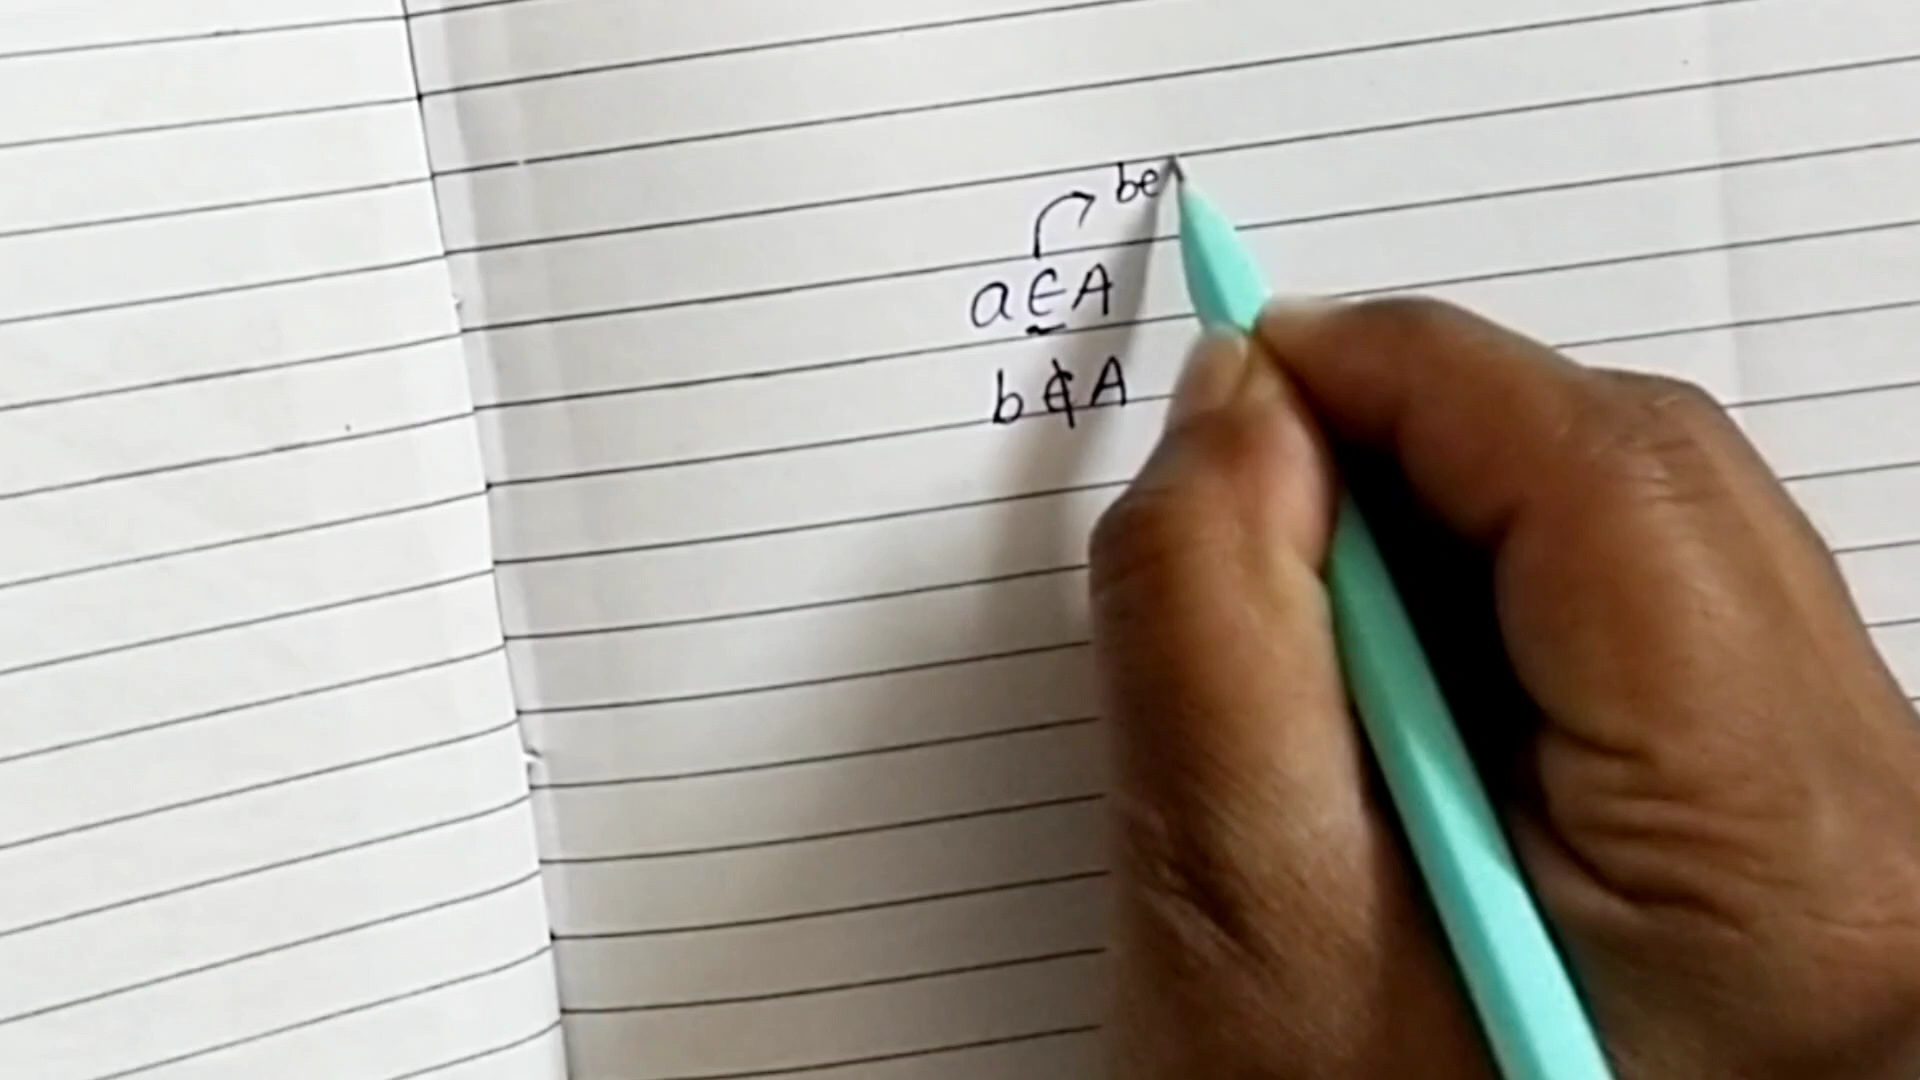 be
a ∈ A
b ∉ A